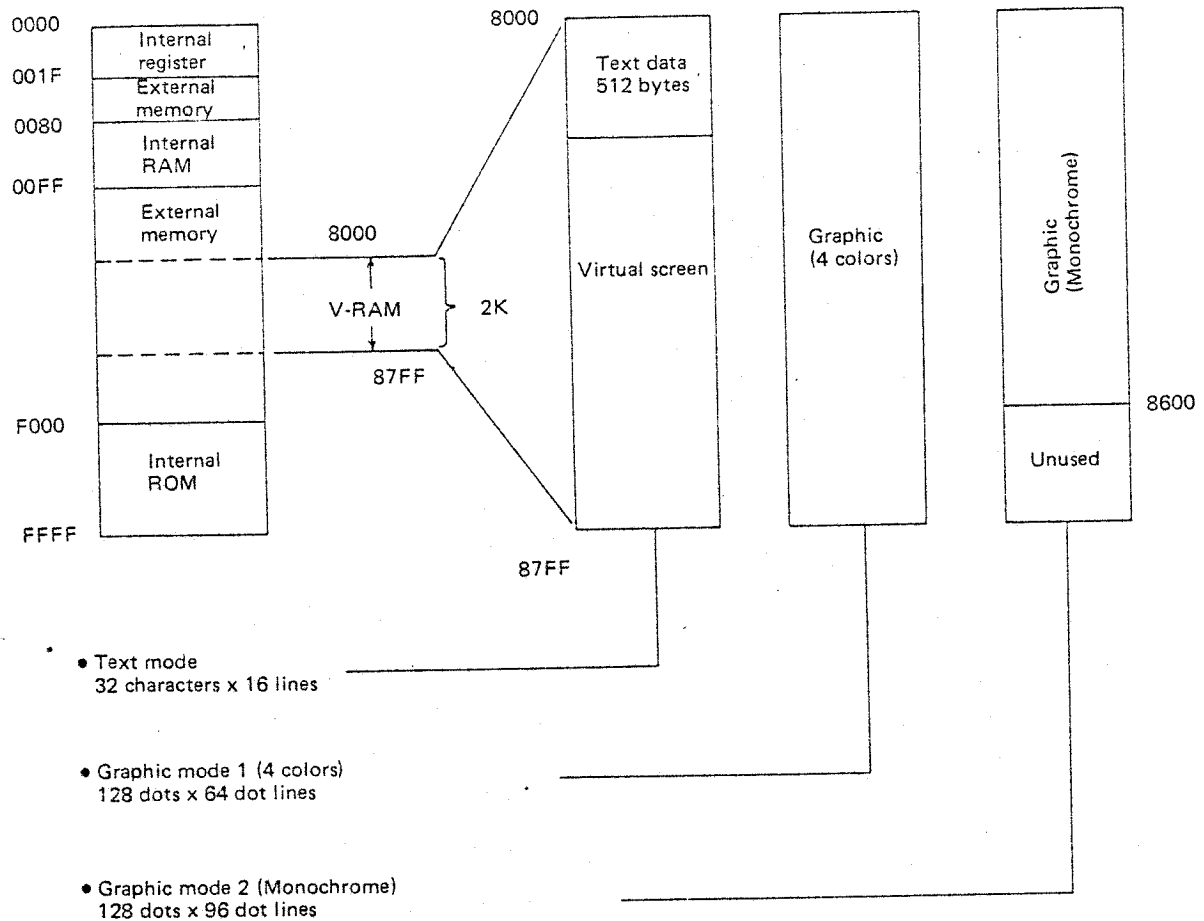 0000
Internal
register
001F
External
memory
0080
Internal
RAM
00FF
External
memory
8000
V-RAM
2K
87FF
F000
Internal
ROM
FFFF
8000
Text data
512 bytes
Virtual screen
87FF
Graphic
(4 colors)
Graphic
(Monochrome)
8600
Unused
• Text mode
32 characters x 16 lines
• Graphic mode 1 (4 colors)
128 dots x 64 dot lines
• Graphic mode 2 (Monochrome)
128 dots x 96 dot lines